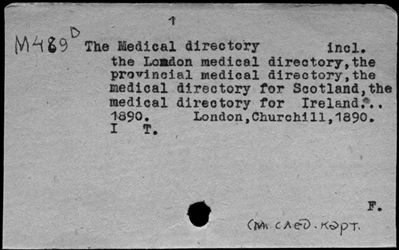 1
M489D The Medical directory incl.
the London medical directory,the
provincial medical directory,the
medical directory for Scotland,the
medical directory for Ireland...
1890. London,Churchill,1890.
I T.
F.
См след.карт.